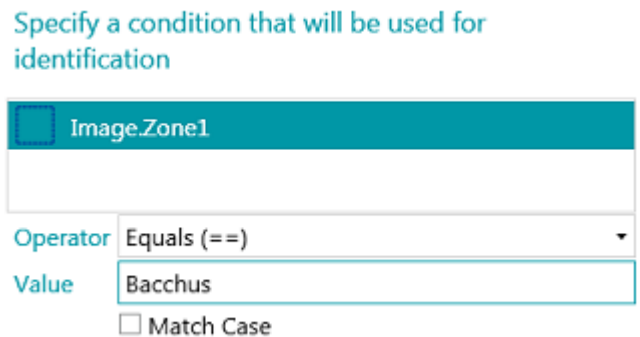 Specify a condition that will be used for
identification
Image.Zone1
Operator Equals (==)
Value Bacchus
Match Case